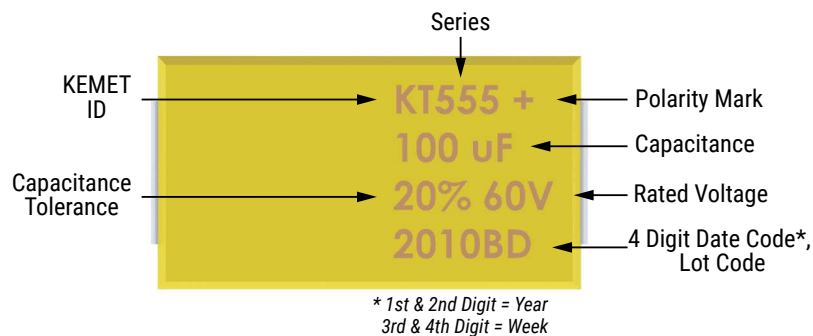 Series
KEMET
ID
KT555 +
Polarity Mark
100 uF
Capacitance
Capacitance
Tolerance
20% 60V
Rated Voltage
2010BD
4 Digit Date Code*,
Lot Code
* 1st & 2nd Digit = Year
3rd & 4th Digit = Week